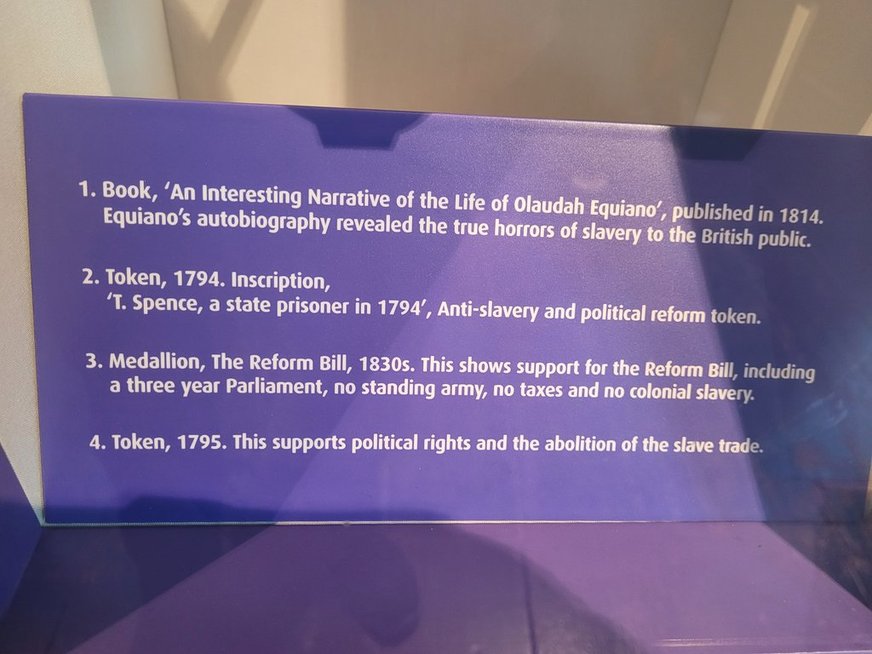 1. Book, ‘An Interesting Narrative of the Life of Olaudah Equiano’, published in 1814.
Equiano’s autobiography revealed the true horrors of slavery to the British public.
2. Token, 1794. Inscription,
‘T. Spence, a state prisoner in 1794’, Anti-slavery and political reform token.
3. Medallion, The Reform Bill, 1830s. This shows support for the Reform Bill, including
a three year Parliament, no standing army, no taxes and no colonial slavery.
4. Token, 1795. This supports political rights and the abolition of the slave trade.